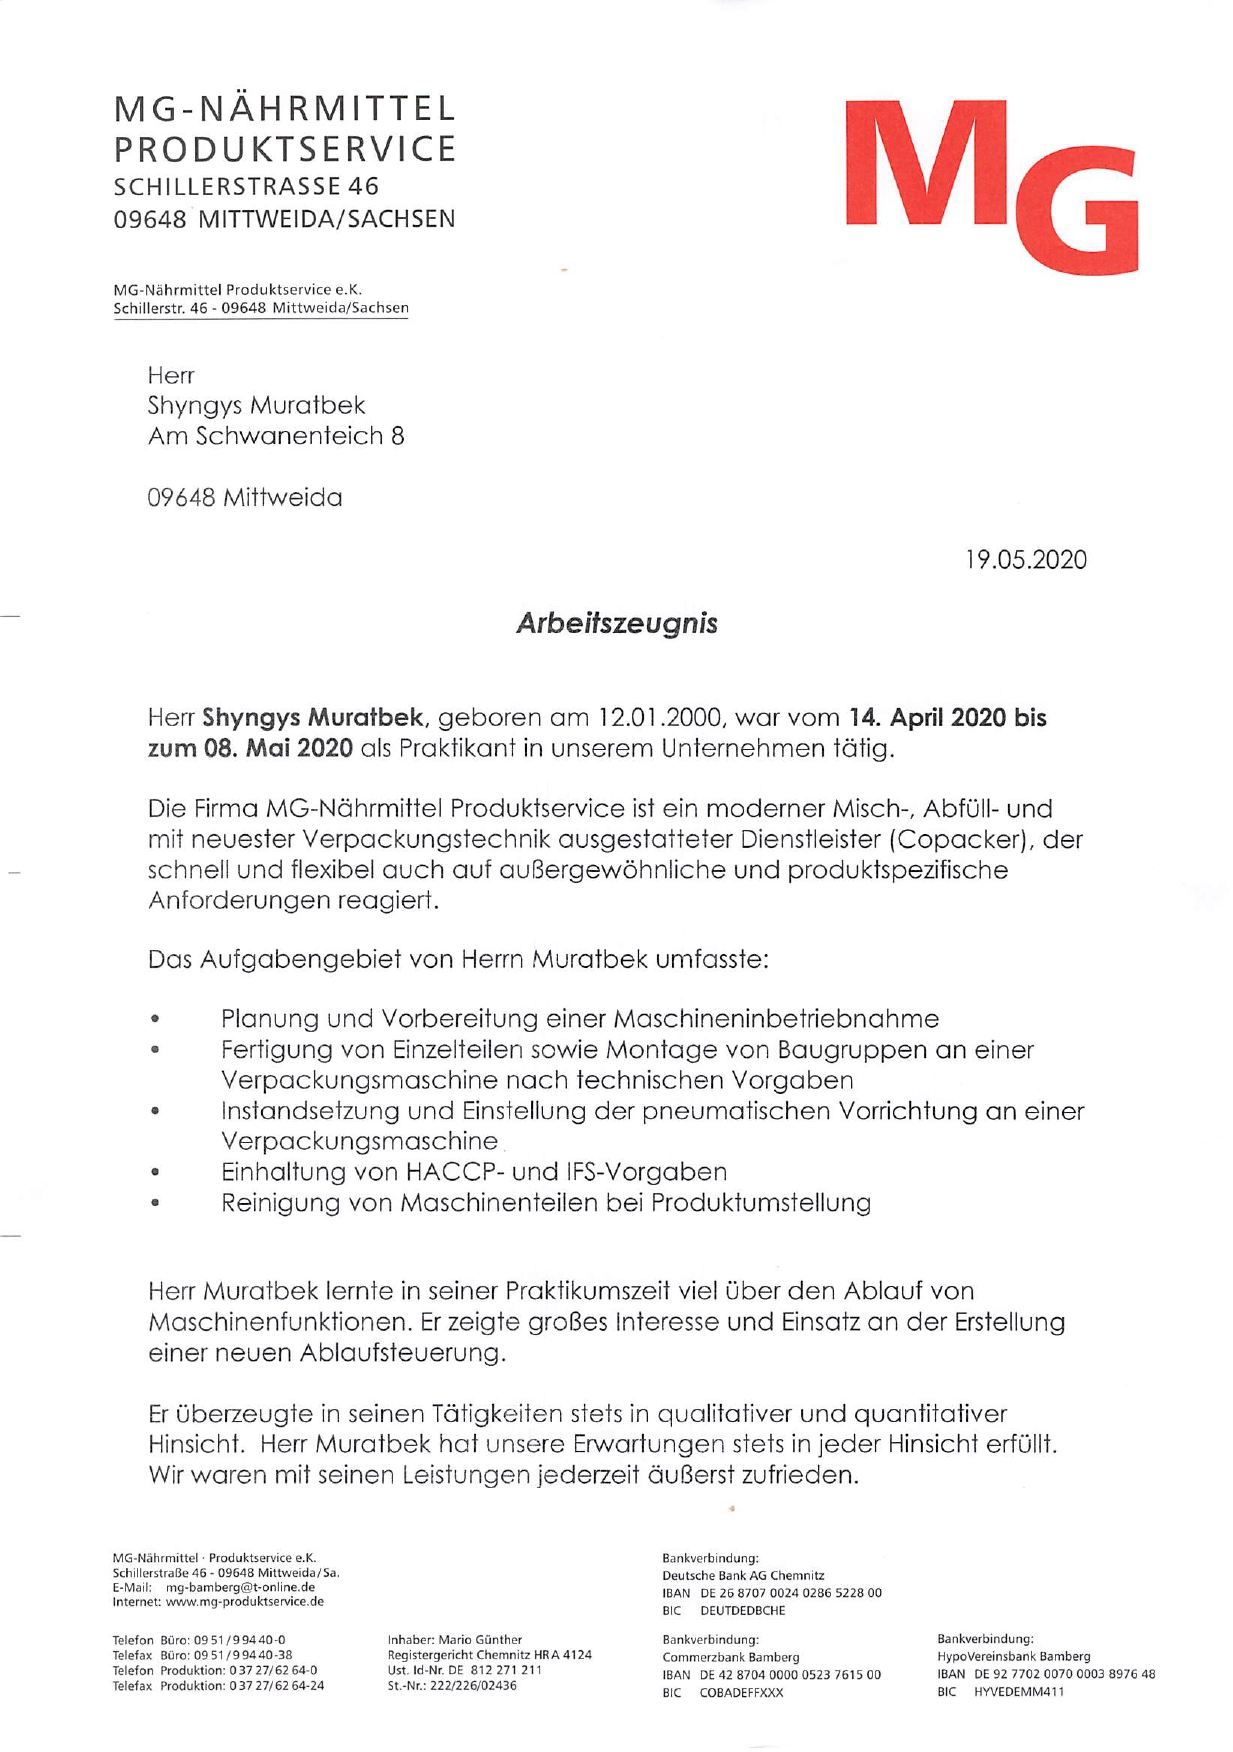 MG-NÄHRMITTEL
PRODUKTSERVICE
SCHILLERSTRASSE 46
09648 MITTWEIDA/SACHSEN
MG
MG-Nährmittel Produktservice e.K.
Schillerstr. 46 - 09648 Mittweida/Sachsen
Herr
Shyngys Muratbek
Am Schwanenteich 8
09648 Mittweida
19.05.2020
Arbeitszeugnis
Herr Shyngys Muratbek, geboren am 12.01.2000, war vom 14. April 2020 bis
zum 08. Mai 2020 als Praktikant in unserem Unternehmen tätig.
Die Firma MG-Nährmittel Produktservice ist ein moderner Misch-, Abfüll- und
mit neuester Verpackungstechnik ausgestatteter Dienstleister (Copacker), der
schnell und flexibel auch auf außergewöhnliche und produktspezifische
Anforderungen reagiert.
Das Aufgabengebiet von Herrn Muratbek umfasste:
• Planung und Vorbereitung einer Maschineninbetriebnahme
• Fertigung von Einzelteilen sowie Montage von Baugruppen an einer
Verpackungsmaschine nach technischen Vorgaben
• Instandsetzung und Einstellung der pneumatischen Vorrichtung an einer
Verpackungsmaschine
• Einhaltung von HACCP- und IFS-Vorgaben
• Reinigung von Maschinenteilen bei Produktumstellung
Herr Muratbek lernte in seiner Praktikumszeit viel über den Ablauf von
Maschinenfunktionen. Er zeigte großes Interesse und Einsatz an der Erstellung
einer neuen Ablaufsteuerung.
Er überzeugte in seinen Tätigkeiten stets in qualitativer und quantitativer
Hinsicht. Herr Muratbek hat unsere Erwartungen stets in jeder Hinsicht erfüllt.
Wir waren mit seinen Leistungen jederzeit äußerst zufrieden.
MG-Nährmittel · Produktservice e.K.
Schillerstraße 46 - 09648 Mittweida/Sa.
E-Mail: mg-bamberg@t-online.de
Internet: www.mg-produktservice.de
Telefon Büro: 09 51 / 9 94 40-0
Telefax Büro: 09 51 / 9 94 40-38
Telefon Produktion: 0 37 27/ 62 64-0
Telefax Produktion: 0 37 27/ 62 64-24
Inhaber: Mario Günther
Registergericht Chemnitz HR A 4124
Ust. Id-Nr. DE 812 271 211
St.-Nr.: 222/226/02436
Bankverbindung:
Deutsche Bank AG Chemnitz
IBAN DE 26 8707 0024 0286 5228 00
BIC DEUTDEDBCHE
Bankverbindung:
Commerzbank Bamberg
IBAN DE 42 8704 0000 0523 7615 00
BIC COBADEFFXXX
Bankverbindung:
HypoVereinsbank Bamberg
IBAN DE 92 7702 0070 0003 8976 48
BIC HYVEDEMM411